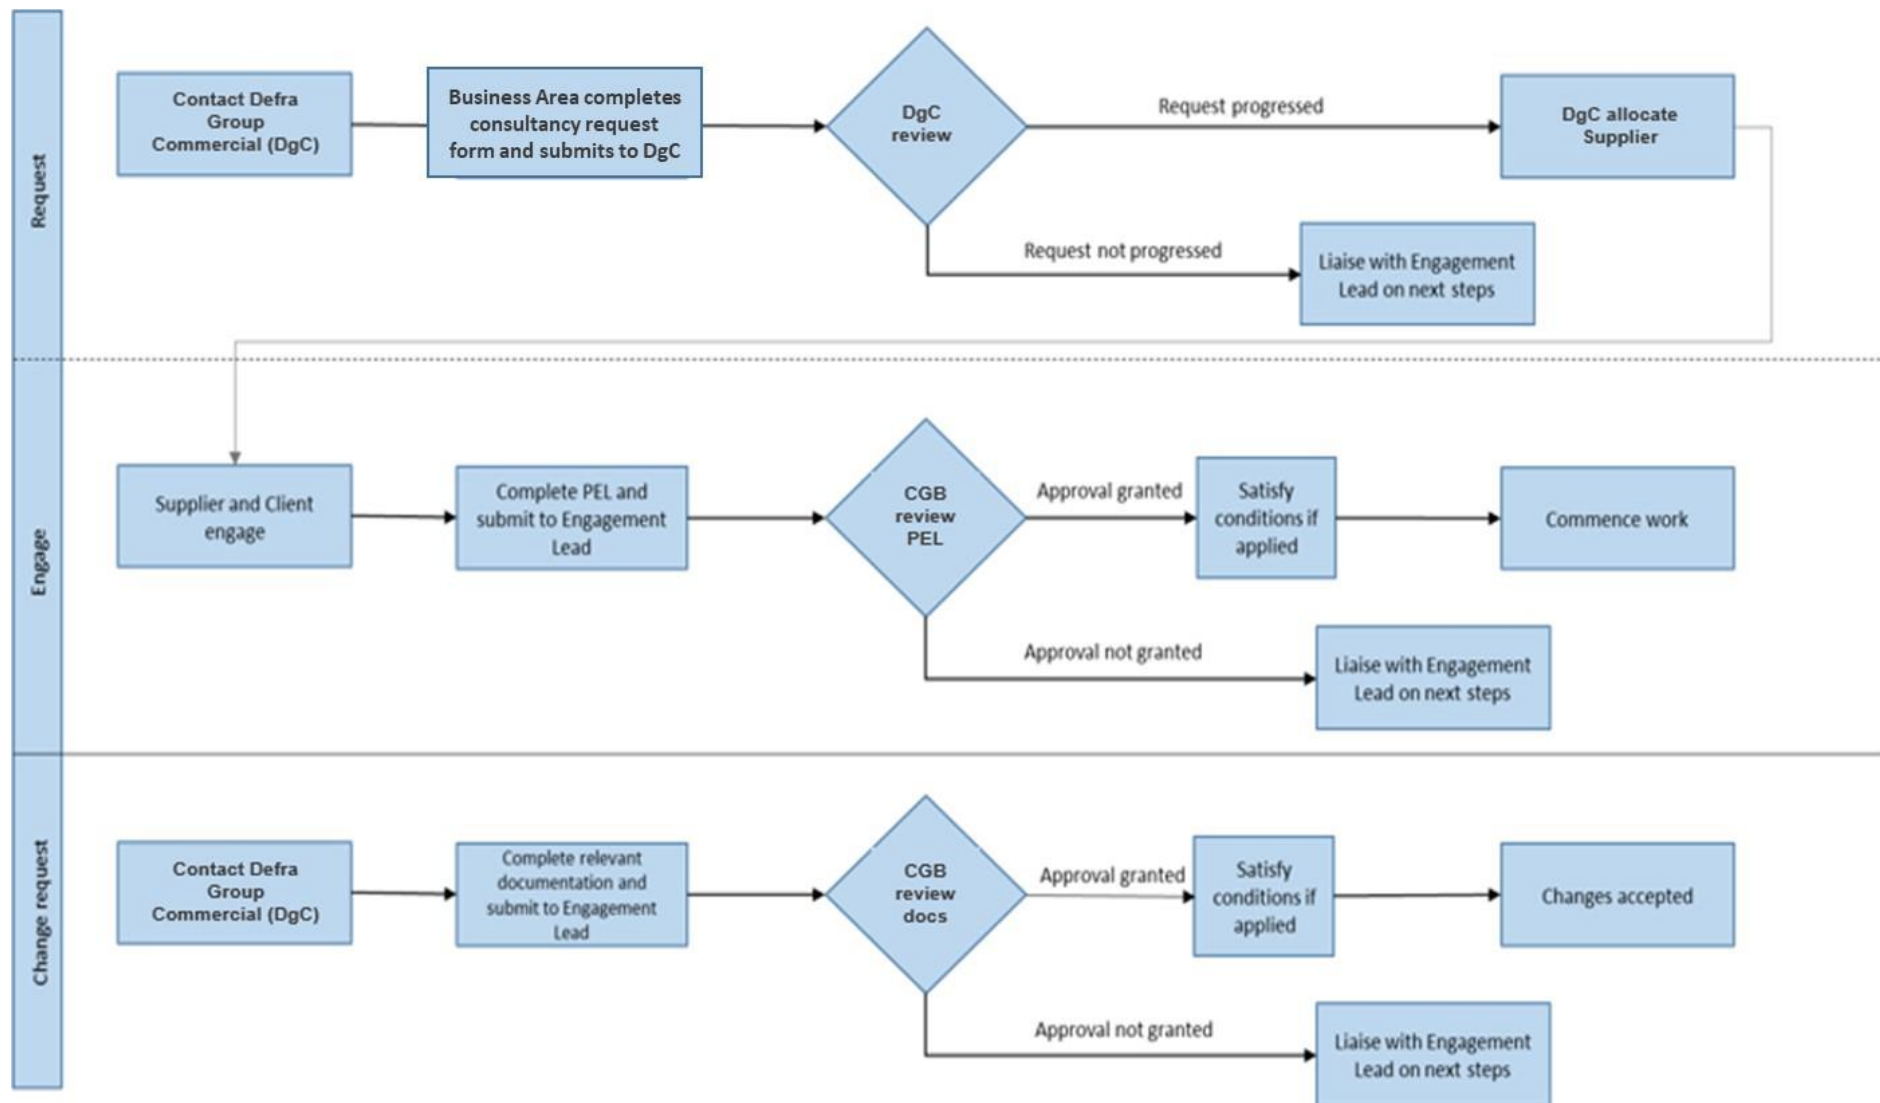 Request
Contact Defra
Group
Commercial (DgC)
Business Area completes
consultancy request
form and submits to DgC
DgC
review
Request progressed
DgC allocate
Supplier
Request not progressed
Liaise with Engagement
Lead on next steps
Engage
Supplier and Client
engage
Complete PEL and
submit to Engagement
Lead
CGB
review
PEL
Approval granted
Satisfy
conditions if
applied
Commence work
Approval not granted
Liaise with Engagement
Lead on next steps
Change request
Contact Defra
Group
Commercial (DgC)
Complete relevant
documentation and
submit to Engagement
Lead
CGB
review
docs
Approval granted
Satisfy
conditions if
applied
Changes accepted
Approval not granted
Liaise with Engagement
Lead on next steps